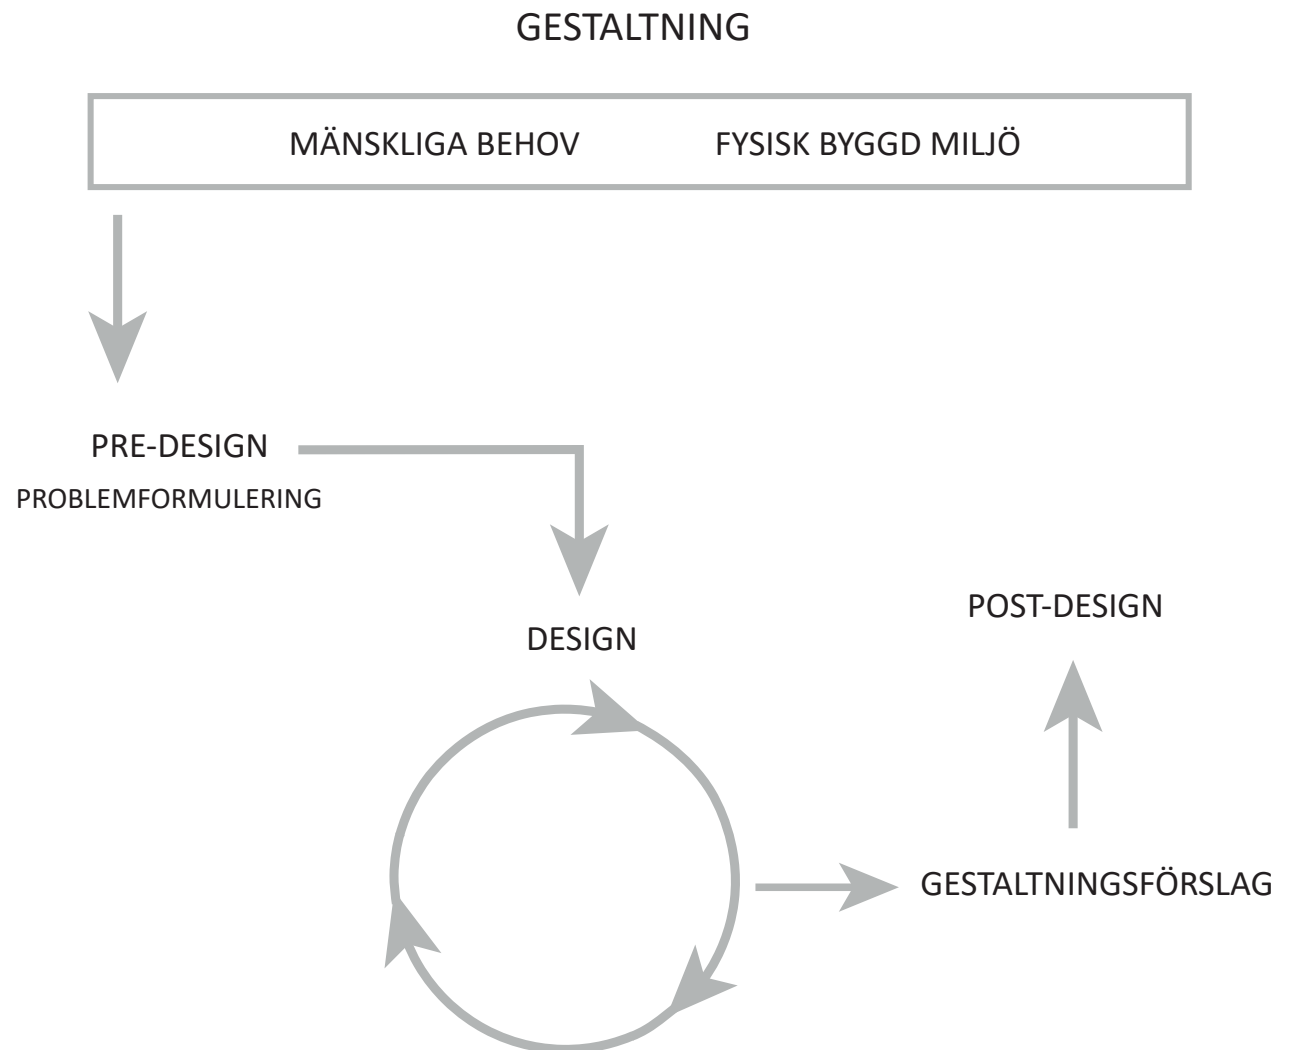 GESTALTNING
MÄNSKLIGA BEHOV FYSISK BYGGD MILJÖ
PRE-DESIGN
PROBLEMFORMULERING
DESIGN
POST-DESIGN
GESTALTNINGSFÖRSLAG